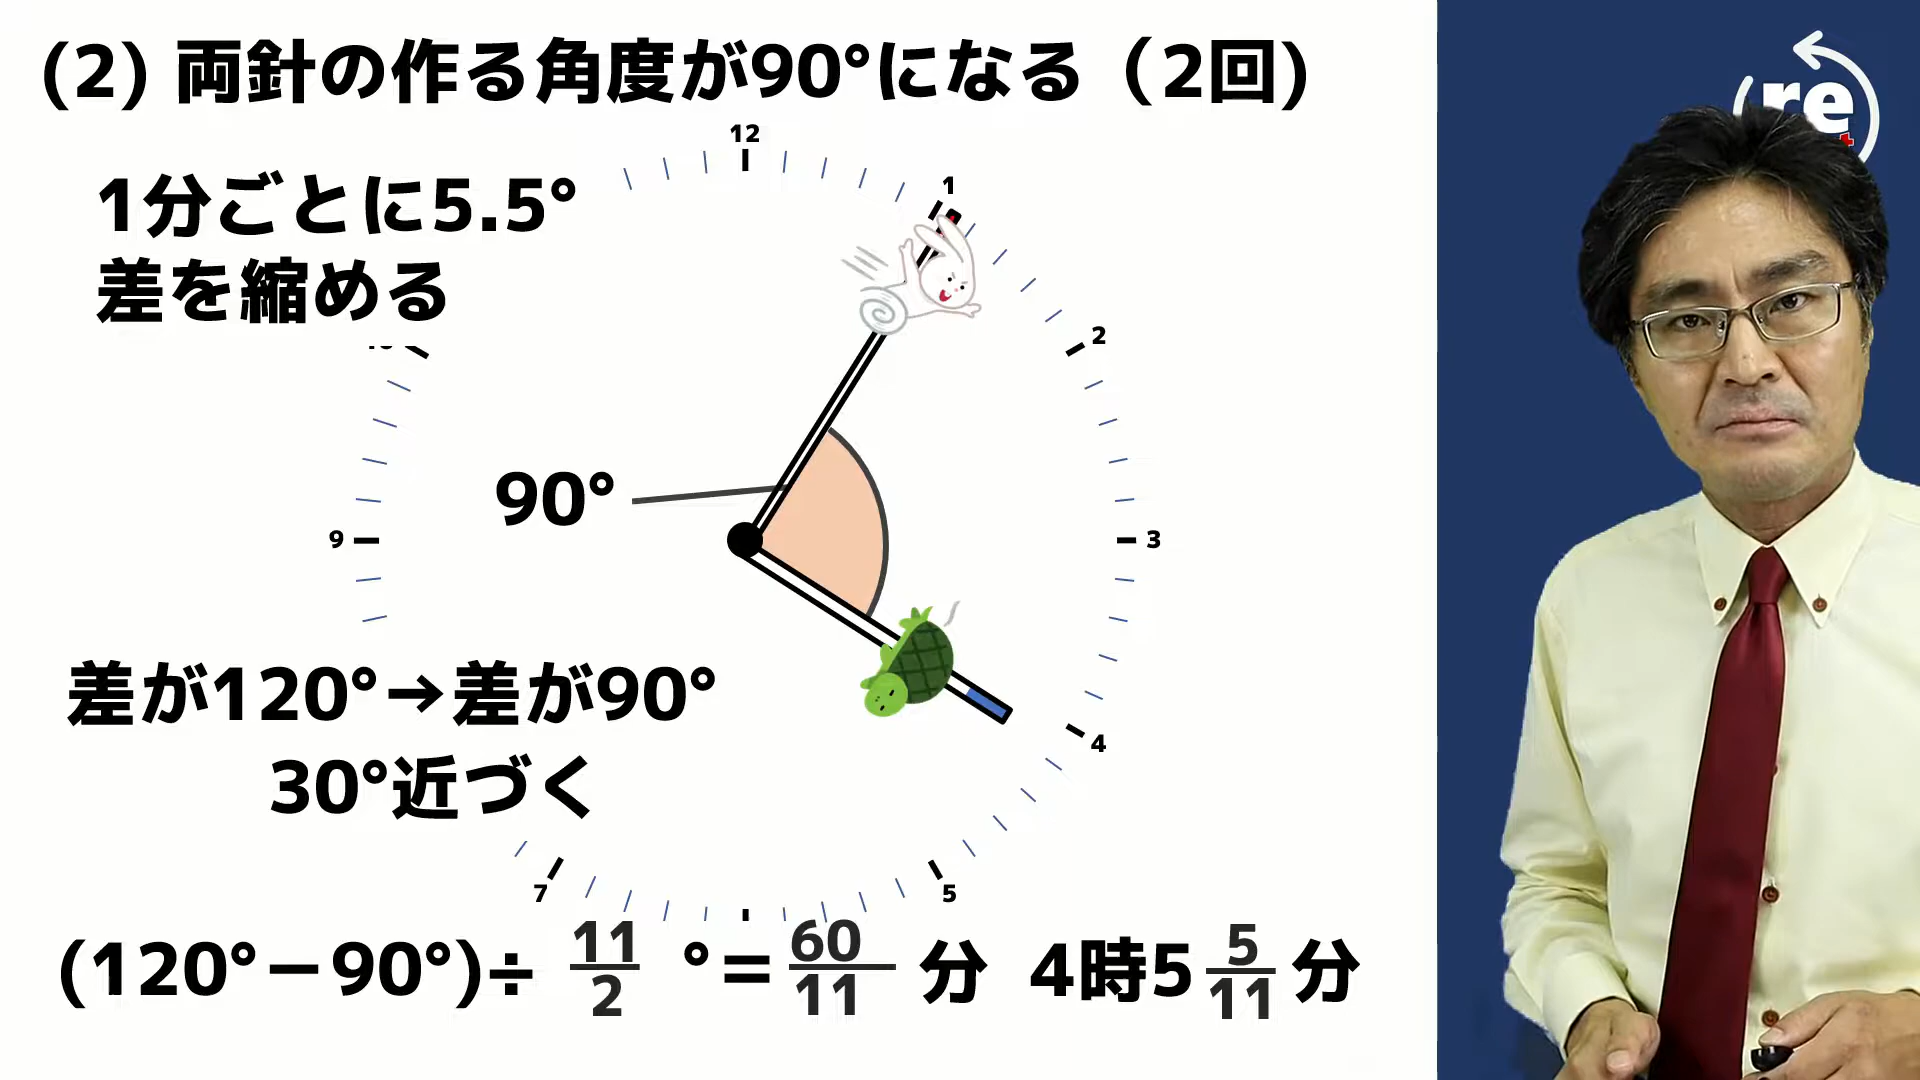 (2) 両針の作る角度が90°になる（2回)
re
12
1分ごとに5.5°
1
差を縮める
2
90°
9
3
差が120°→差が90°
4
30°近づく
7
5
(120°－90°)÷ 11/2 °＝ 60/11 分 4時5 5/11 分